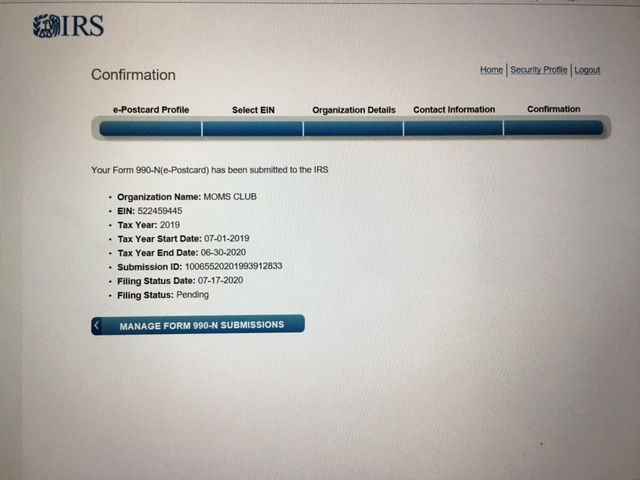 IRS
Confirmation
Home | Security Profile | Logout
e-Postcard Profile Select EIN Organization Details Contact Information Confirmation
Your Form 990-N(e-Postcard) has been submitted to the IRS
• Organization Name: MOMS CLUB
• EIN: 522459445
• Tax Year: 2019
• Tax Year Start Date: 07-01-2019
• Tax Year End Date: 06-30-2020
• Submission ID: 10065520201993912833
• Filing Status Date: 07-17-2020
• Filing Status: Pending
MANAGE FORM 990-N SUBMISSIONS